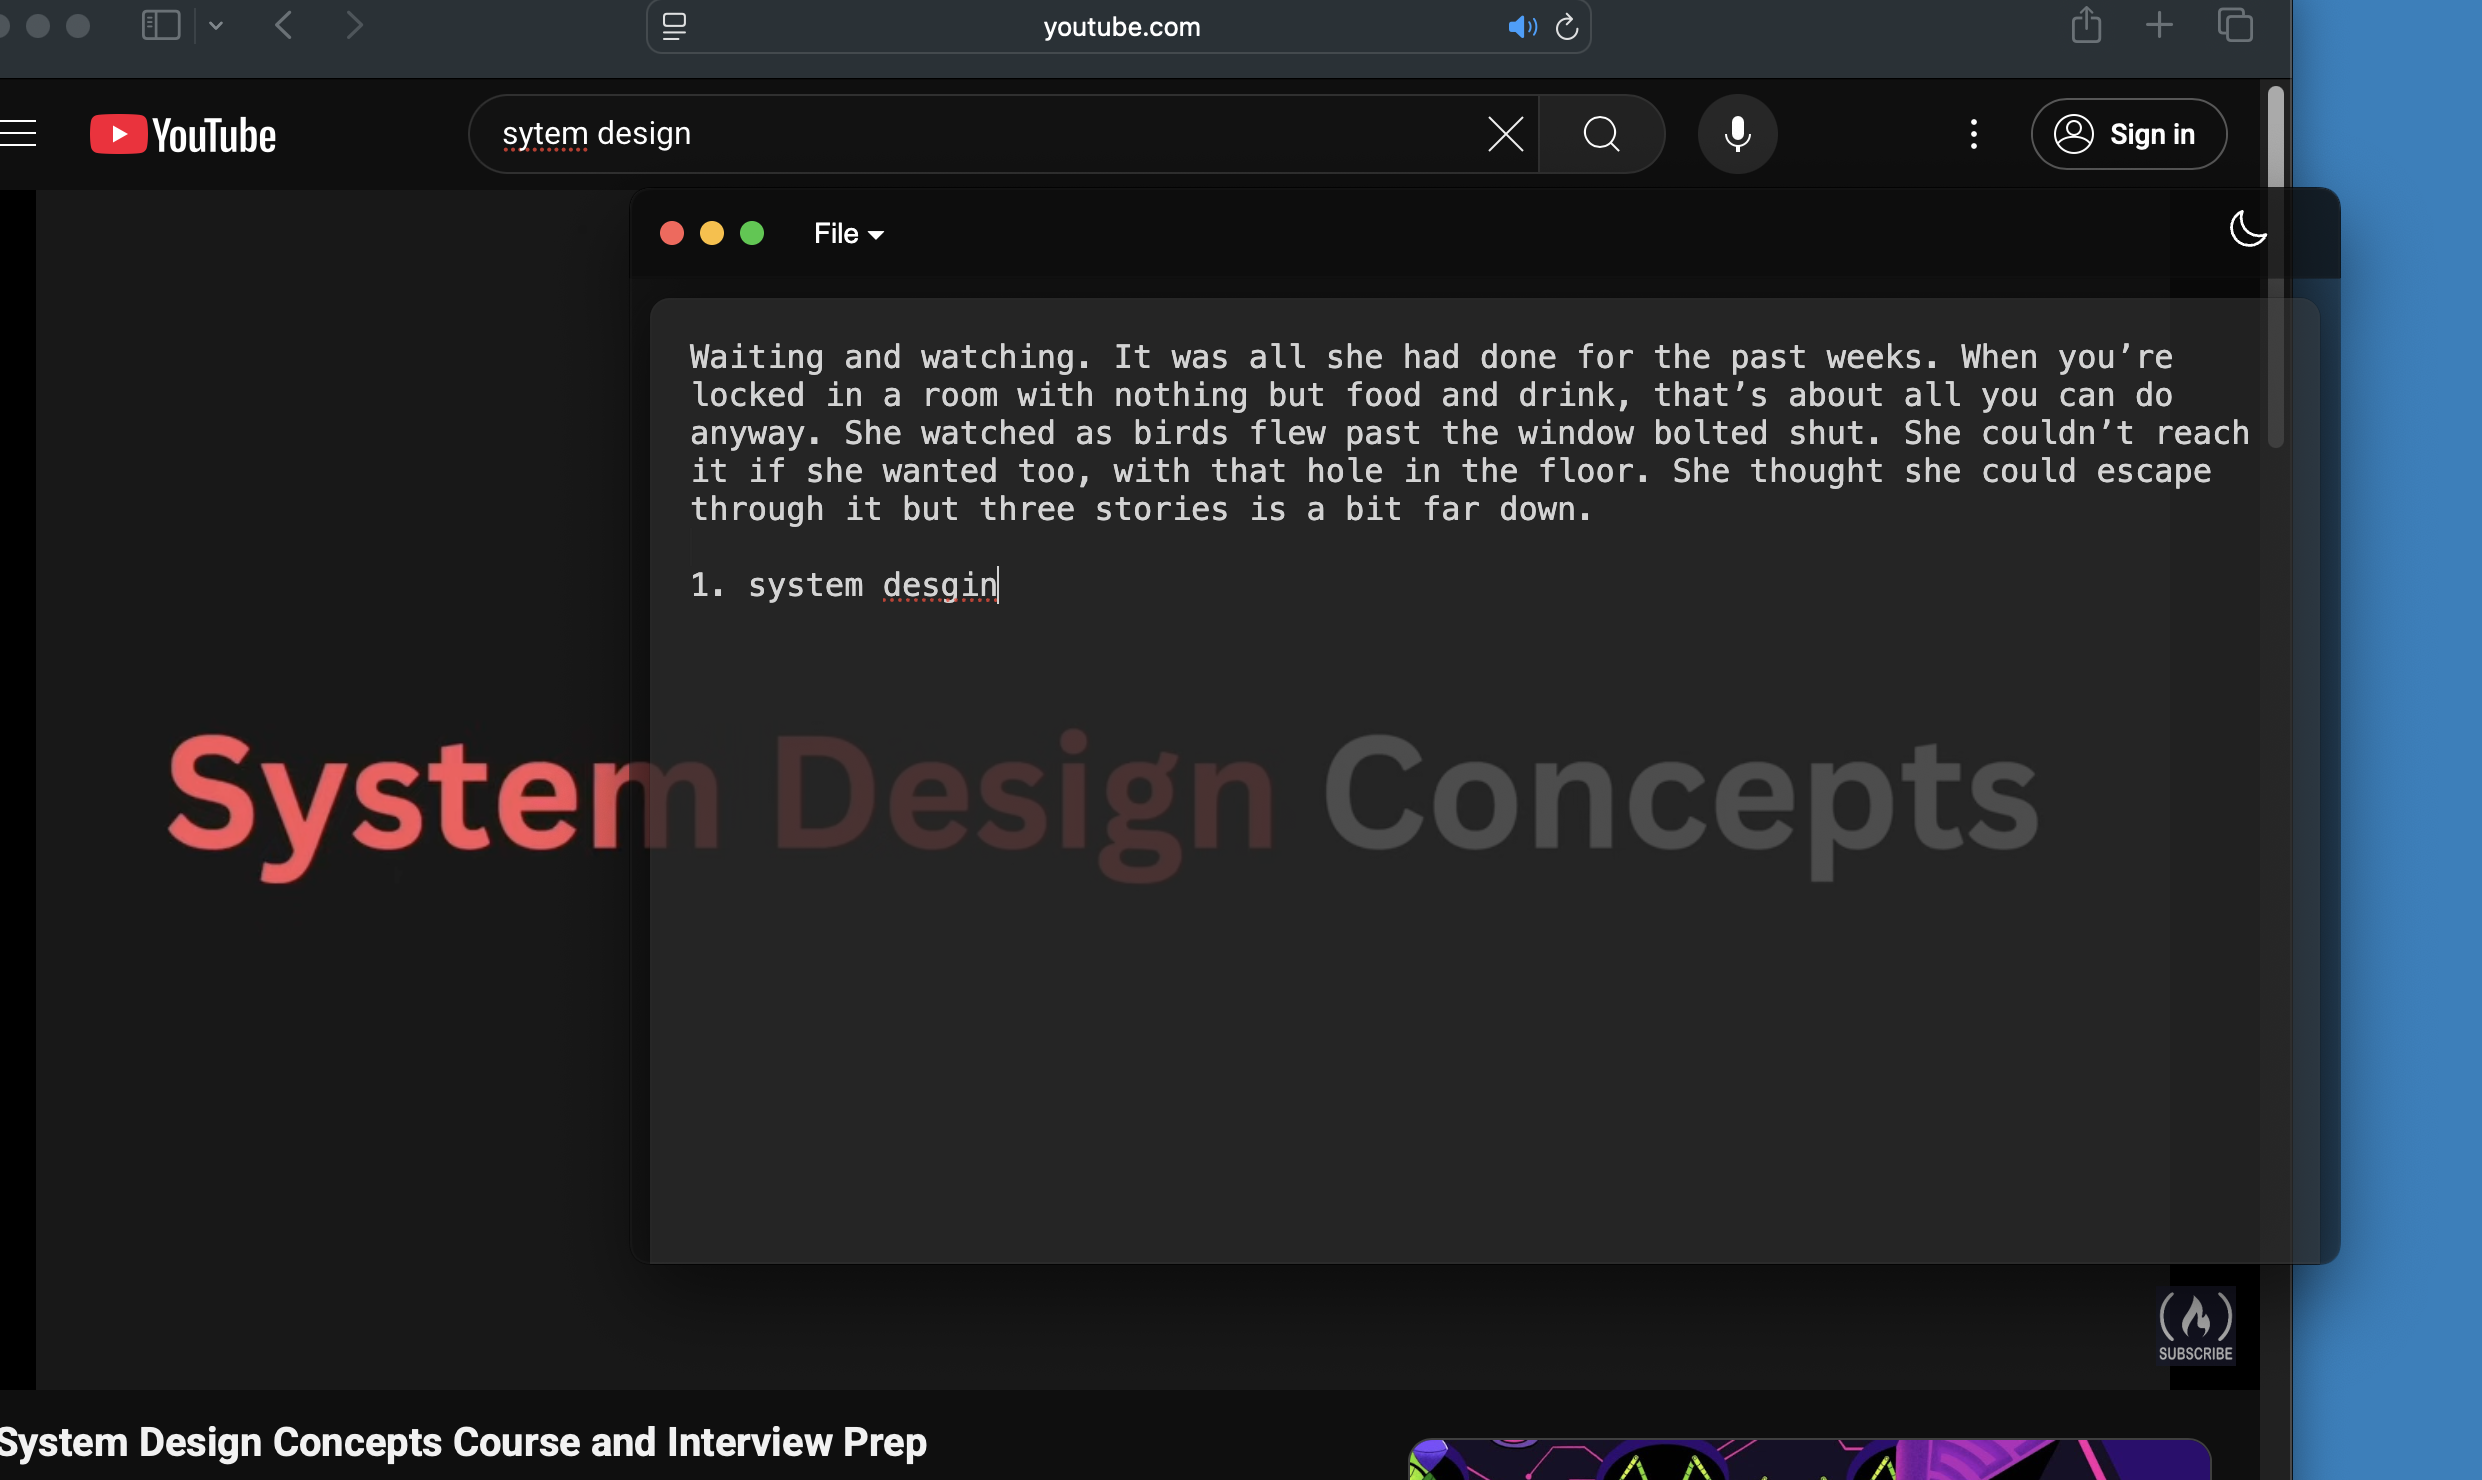 youtube.com
YouTube
sytem design
Sign in
File
Waiting and watching. It was all she had done for the past weeks. When you’re
locked in a room with nothing but food and drink, that’s about all you can do
anyway. She watched as birds flew past the window bolted shut. She couldn’t reach
it if she wanted too, with that hole in the floor. She thought she could escape
through it but three stories is a bit far down.
1. system desgin
System Design Concepts
SUBSCRIBE
System Design Concepts Course and Interview Prep